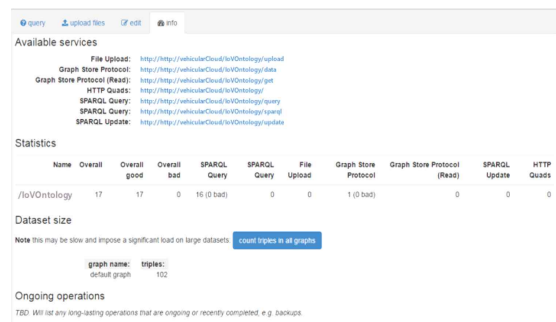 query upload files edit info
Available services
File Upload: http://http://vehicularCloud/IoVOntology/upload
Graph Store Protocol: http://http://vehicularCloud/IoVOntology/data
Graph Store Protocol (Read): http://http://vehicularCloud/IoVOntology/get
HTTP Quads: http://http://vehicularCloud/IoVOntology/
SPARQL Query: http://http://vehicularCloud/IoVOntology/query
SPARQL Query: http://http://vehicularCloud/IoVOntology/sparql
SPARQL Update: http://http://vehicularCloud/IoVOntology/update
Statistics
Name Overall Overall good Overall bad SPARQL Query SPARQL Query File Upload Graph Store Protocol Graph Store Protocol (Read) SPARQL Update HTTP Quads
/IoVOntology 17 17 0 16 (0 bad) 0 0 1 (0 bad) 0 0 0
Dataset size
Note this may be slow and impose a significant load on large datasets. count triples in all graphs
graph name: triples:
default graph 102
Ongoing operations
TBD Will list any long-lasting operations that are ongoing or recently completed, e.g. backups.